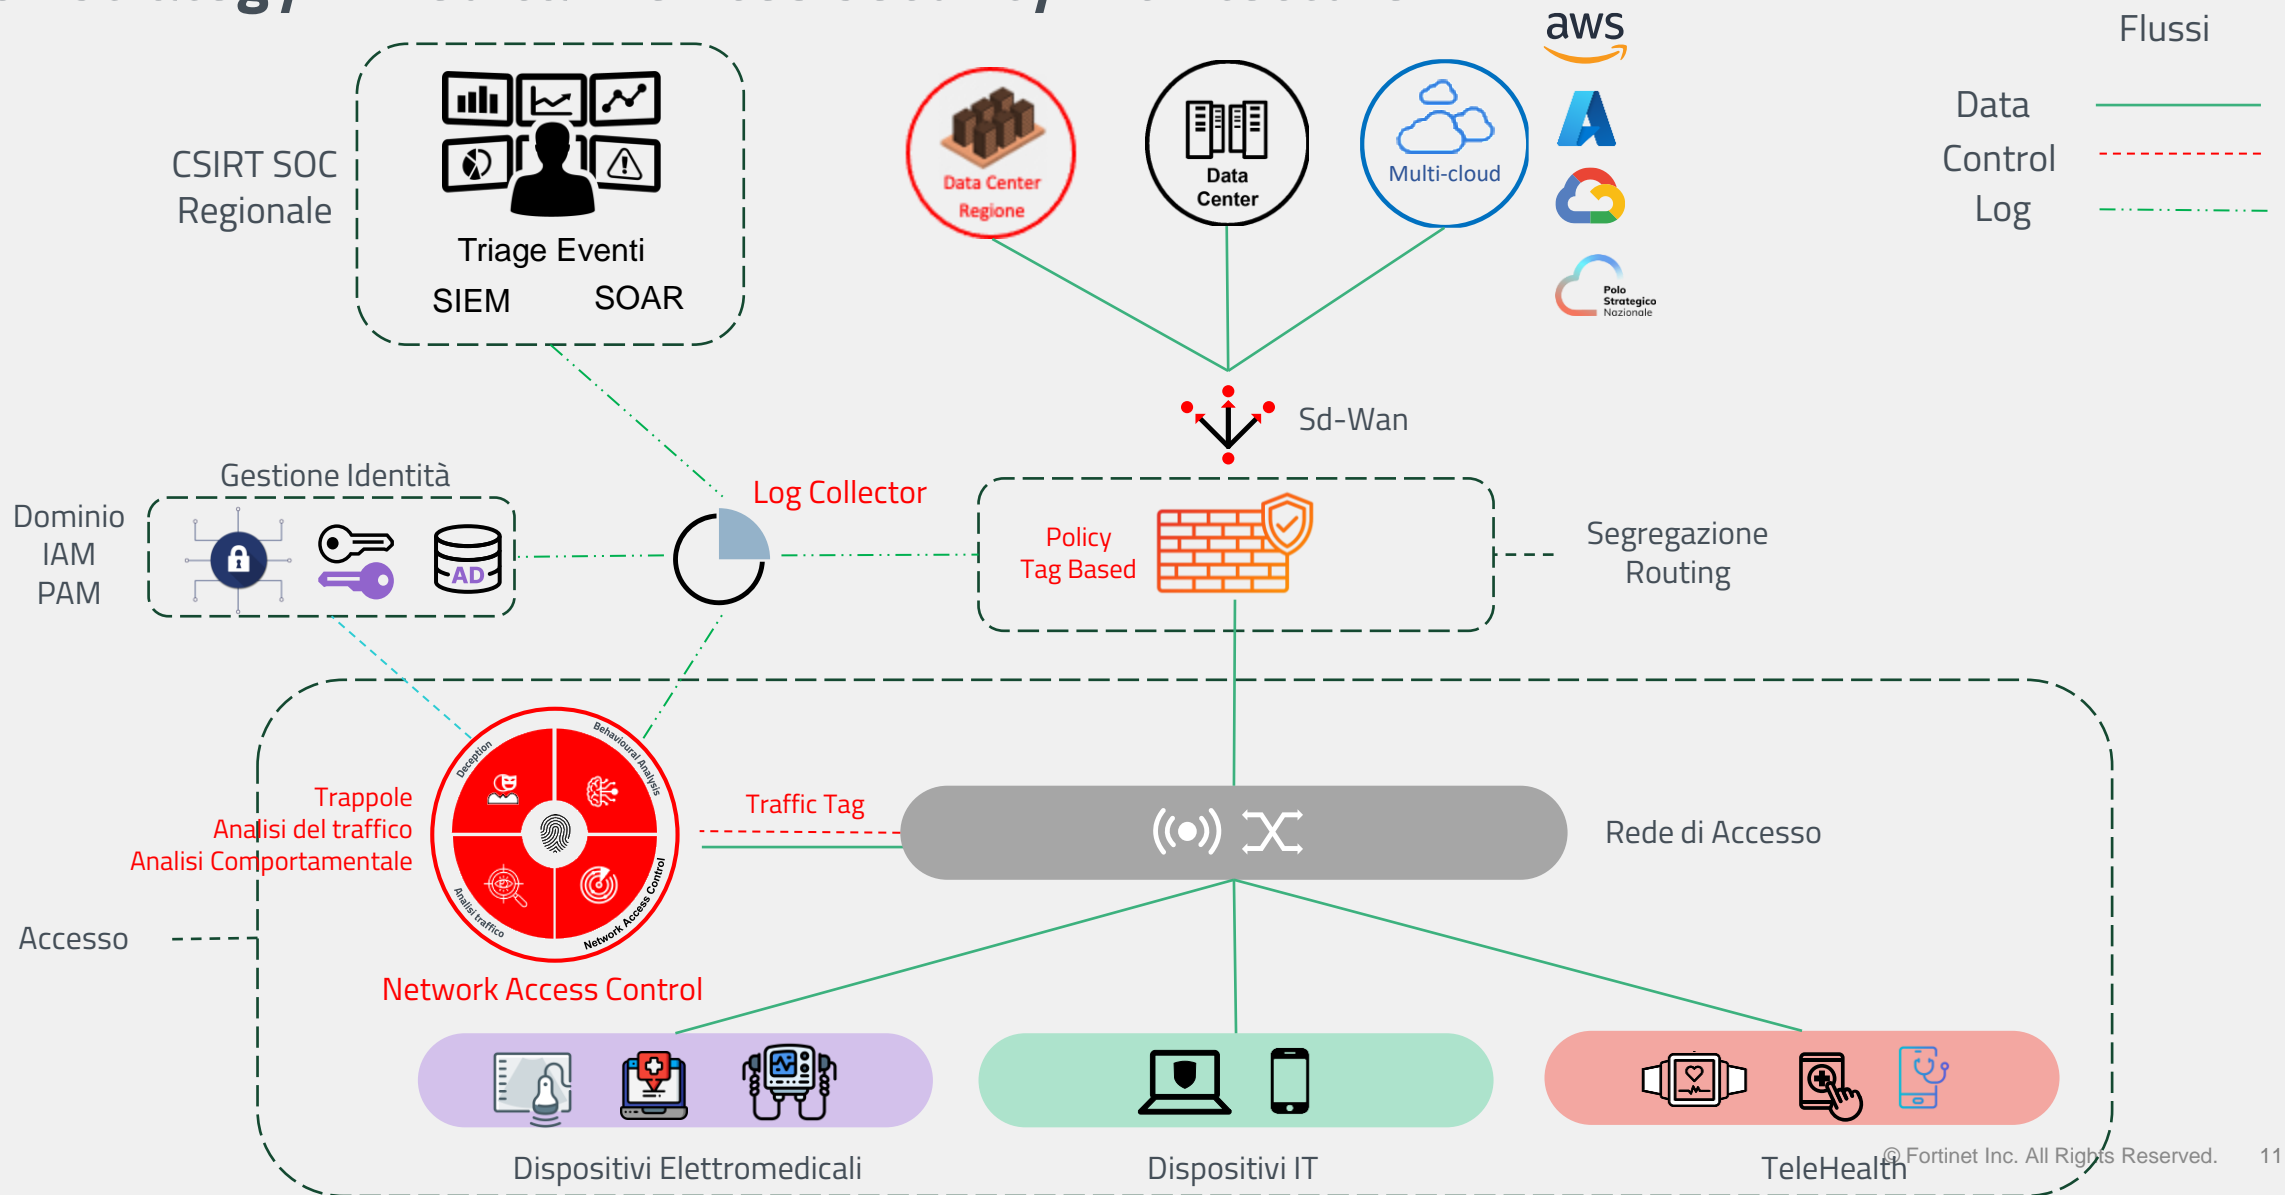 aws
Flussi
Data
Control
Log
CSIRT SOC
Regionale
Triage Eventi
SIEM
SOAR
Data Center
Regione
Data
Center
Multi-cloud
Polo
Strategico
Nazionale
Sd-Wan
Gestione Identità
Dominio
IAM
PAM
AD
Log Collector
Policy
Tag Based
Segregazione
Routing
Deception
Behavioural Analysis
Analisi traffico
Network Access Control
Trappole
Analisi del traffico
Analisi Comportamentale
Traffic Tag
Rede di Accesso
Accesso
Network Access Control
Dispositivi Elettromedicali
Dispositivi IT
TeleHealth
© Fortinet Inc. All Rights Reserved.
11